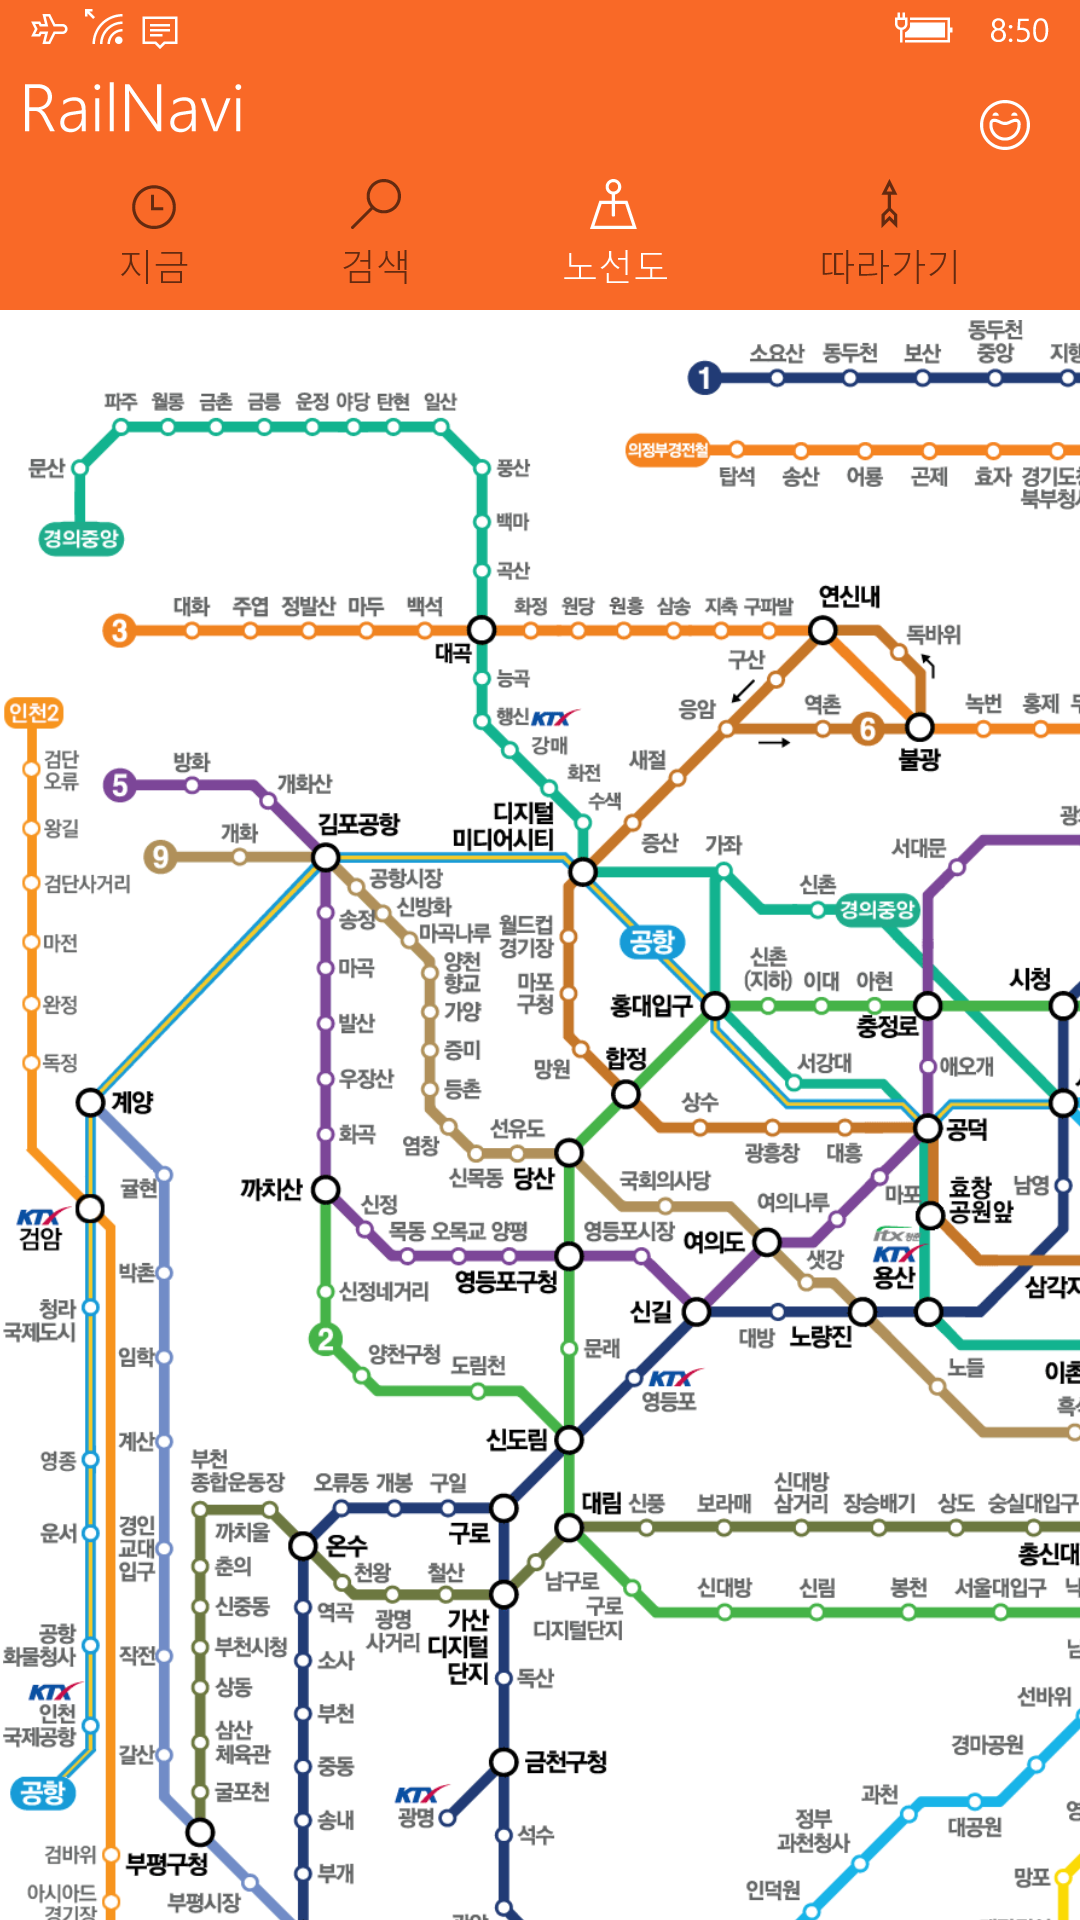 8:50
RailNavi
지금
검색
노선도
따라가기
동두천
중앙
소요산
동두천
보산
1
파주
월롱
금촌
금릉
운정
야당
탄현
일산
의정부경전철
탑석
송산
어룡
곤제
효자
문산
풍산
경의중앙
백마
곡산
3
대화
주엽
정발산
마두
백석
대곡
화정
원당
원흥
삼송
지축
구파발
연신내
독바위
구산
능곡
행신
KTX
강매
화전
수색
응암
역촌
6
불광
녹번
홍제
새절
증산
디지털
미디어시티
인천2
검단
오류
왕길
검단사거리
마전
완정
독정
5
방화
개화산
9
개화
김포공항
공항시장
신방화
마곡나루
양천
향교
가양
증미
등촌
염창
신목동
선유도
당산
송정
마곡
발산
우장산
화곡
까치산
월드컵
경기장
마포
구청
망원
합정
공항
홍대입구
가좌
신촌
경의중앙
서대문
신촌
(지하)
이대
아현
충정로
시청
서강대
애오개
상수
광흥창
대흥
공덕
계양
귤현
KTX
검암
박촌
청라
국제도시
임학
계산
영종
운서
경인
교대
입구
공항
화물청사
작전
KTX
인천
국제공항
갈산
공항
신정
목동
오목교
양평
영등포구청
영등포시장
국회의사당
여의나루
여의도
마포
효창
공원앞
남영
itx 청춘
KTX
용산
샛강
신길
대방
노량진
노들
신정네거리
2
양천구청
도림천
문래
KTX
영등포
신도림
부천
종합운동장
까치울
오류동
개봉
구일
구로
온수
천왕
철산
광명
사거리
가산
디지털
단지
남구로
대림
신풍
보라매
신대방
삼거리
장승배기
상도
숭실대입구
구로
디지털단지
신대방
신림
봉천
서울대입구
춘의
신중동
부천시청
상동
삼산
체육관
굴포천
부평구청
부평시장
역곡
소사
부천
중동
송내
부개
독산
금천구청
KTX
광명
석수
선바위
경마공원
과천
대공원
정부
과천청사
인덕원
망포
검바위
아시아드
경기장